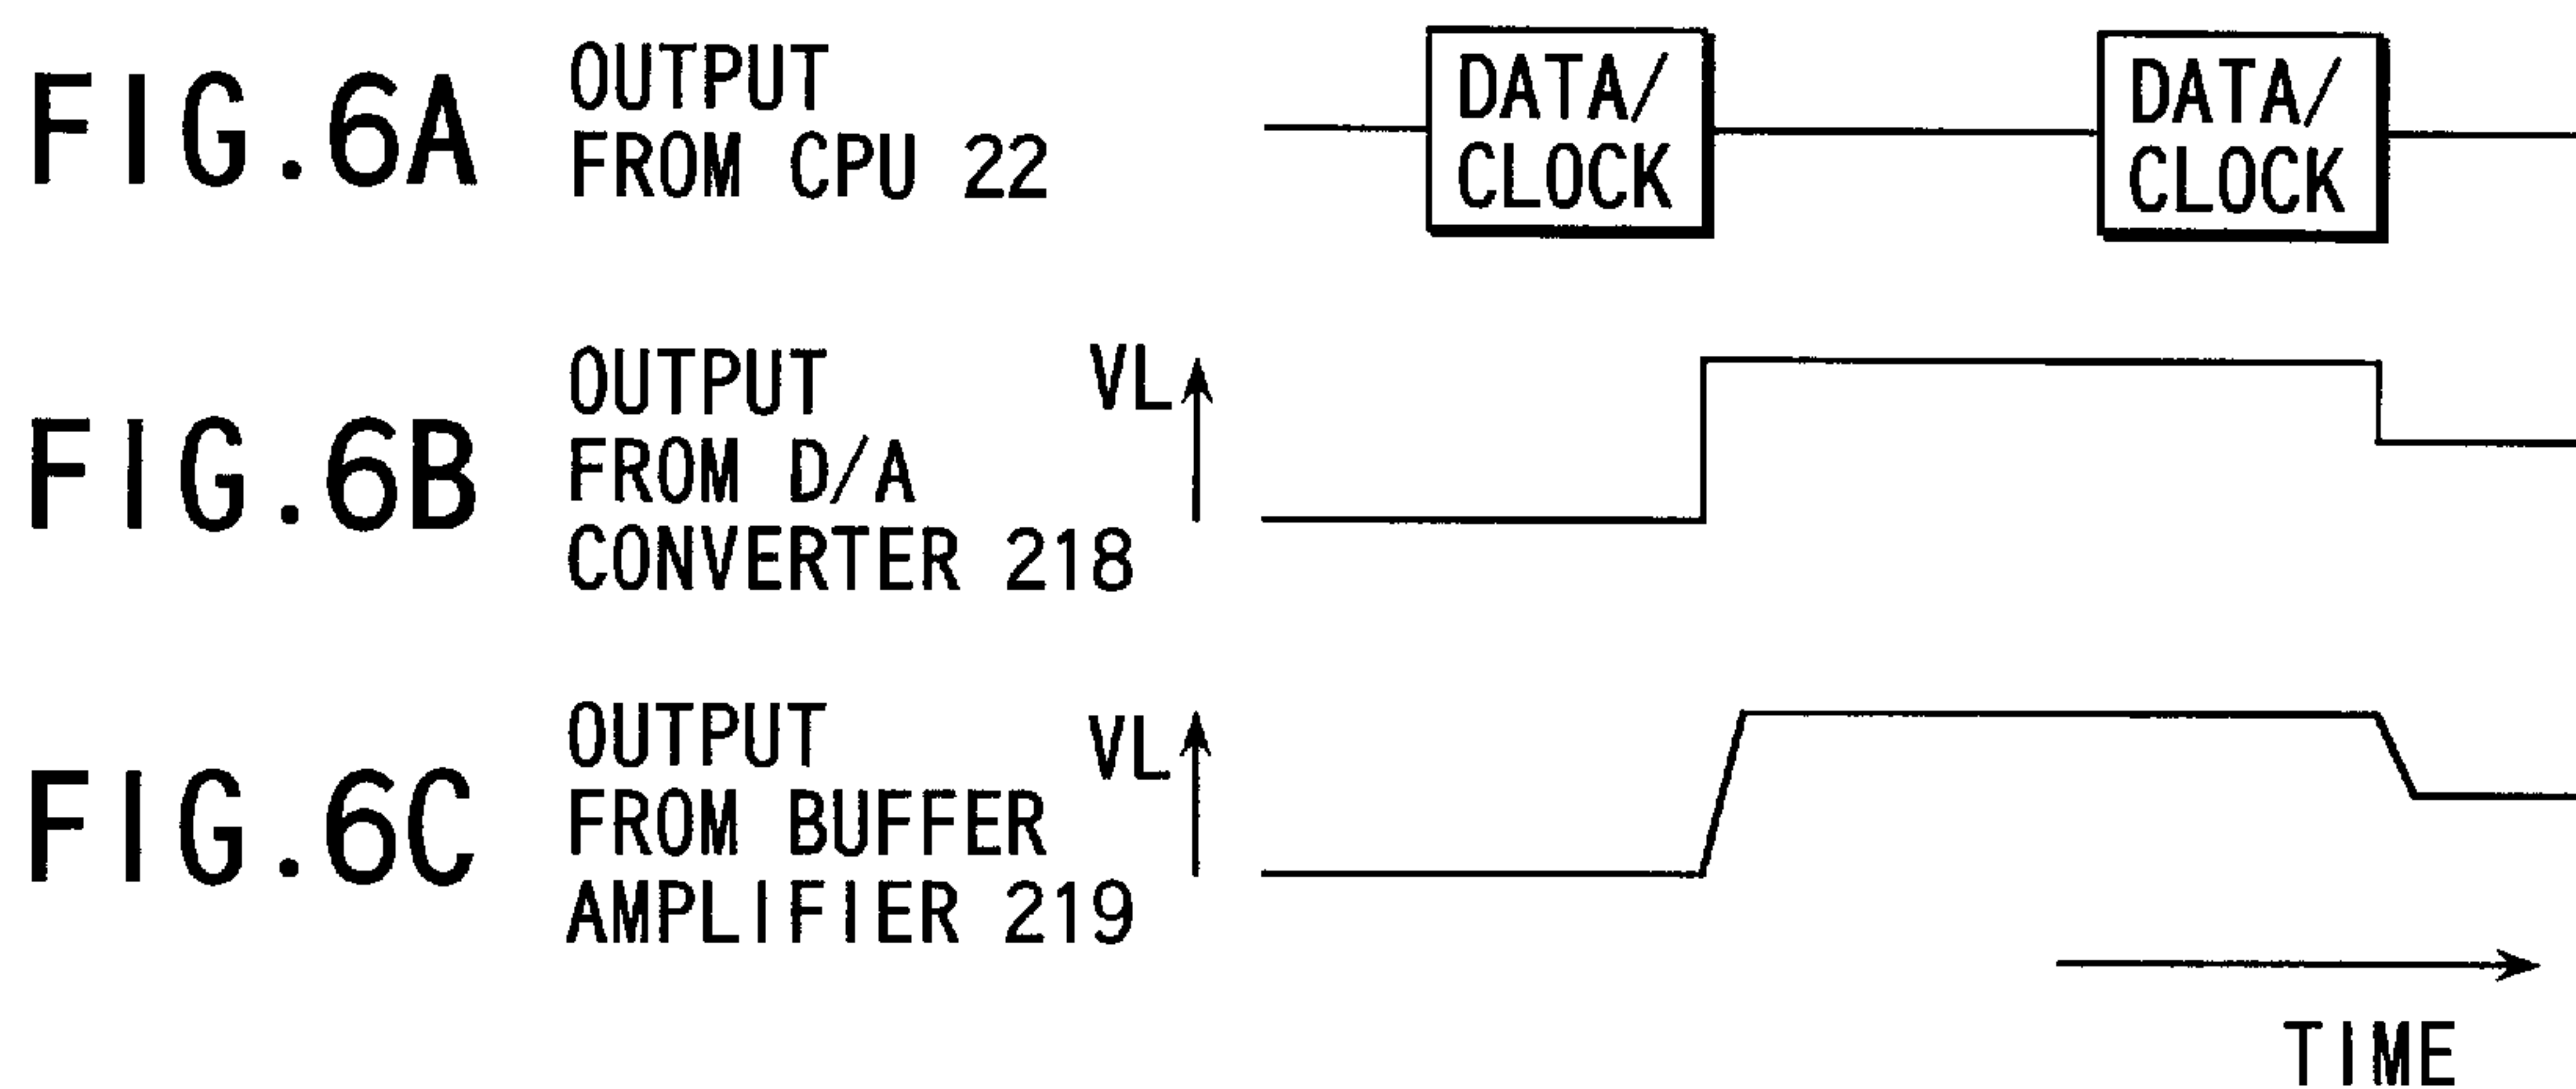 FIG.6A
OUTPUT
FROM CPU 22
DATA/
CLOCK
DATA/
CLOCK
FIG.6B
OUTPUT
FROM D/A
CONVERTER 218
VL
FIG.6C
OUTPUT
FROM BUFFER
AMPLIFIER 219
VL
TIME